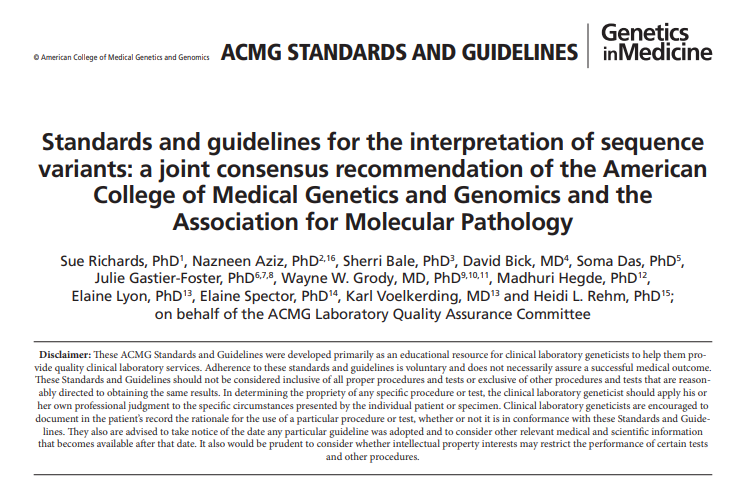 © American College of Medical Genetics and Genomics ACMG STANDARDS AND GUIDELINES
Genetics
inMedicine
Standards and guidelines for the interpretation of sequence
variants: a joint consensus recommendation of the American
College of Medical Genetics and Genomics and the
Association for Molecular Pathology
Sue Richards, PhD1, Nazneen Aziz, PhD2,16, Sherri Bale, PhD3, David Bick, MD4, Soma Das, PhD5,
Julie Gastier-Foster, PhD6,7,8, Wayne W. Grody, MD, PhD9,10,11, Madhuri Hegde, PhD12,
Elaine Lyon, PhD13, Elaine Spector, PhD14, Karl Voelkerding, MD13 and Heidi L. Rehm, PhD15;
on behalf of the ACMG Laboratory Quality Assurance Committee
Disclaimer: These ACMG Standards and Guidelines were developed primarily as an educational resource for clinical laboratory geneticists to help them pro-
vide quality clinical laboratory services. Adherence to these standards and guidelines is voluntary and does not necessarily assure a successful medical outcome.
These Standards and Guidelines should not be considered inclusive of all proper procedures and tests or exclusive of other procedures and tests that are reason-
ably directed to obtaining the same results. In determining the propriety of any specific procedure or test, the clinical laboratory geneticist should apply his or
her own professional judgment to the specific circumstances presented by the individual patient or specimen. Clinical laboratory geneticists are encouraged to
document in the patient's record the rationale for the use of a particular procedure or test, whether or not it is in conformance with these Standards and Guide-
lines. They also are advised to take notice of the date any particular guideline was adopted and to consider other relevant medical and scientific information
that becomes available after that date. It also would be prudent to consider whether intellectual property interests may restrict the performance of certain tests
and other procedures.